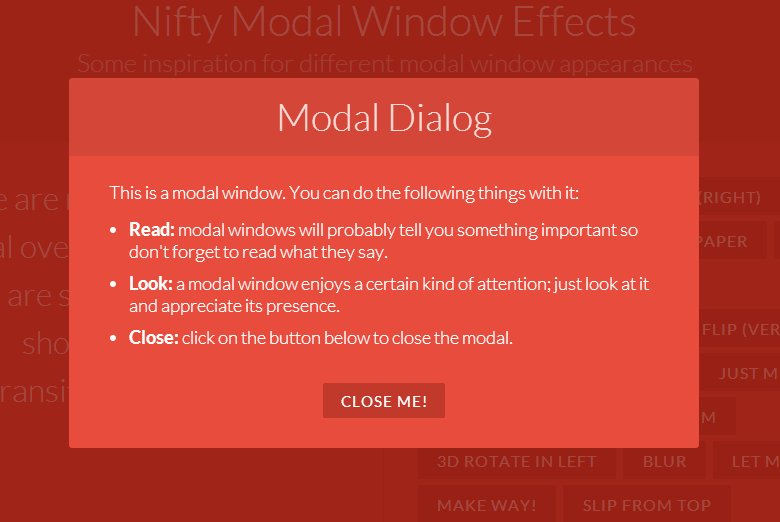 Nifty Modal Window Effects
Some inspiration for different modal window appearances
Modal Dialog
This is a modal window. You can do the following things with it:
• Read: modal windows will probably tell you something important so
don't forget to read what they say.
• Look: a modal window enjoys a certain kind of attention; just look at it
and appreciate its presence.
• Close: click on the button below to close the modal.
CLOSE ME!
are
are s
sho
(RIGHT)
PAPER
FLIP (VER
JUST M
M
3D ROTATE IN LEFT BLUR LET M
MAKE WAY! SLIP FROM TOP